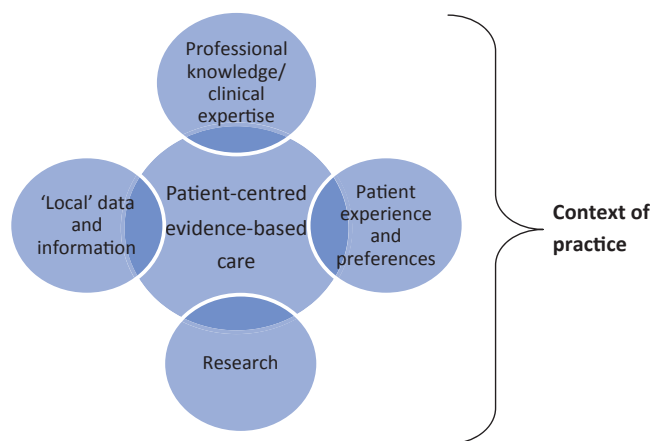 Professional
knowledge/
clinical
expertise
‘Local’ data
and
information
Patient-centred
evidence-based
care
Patient
experience
and
preferences
Research
Context of
practice